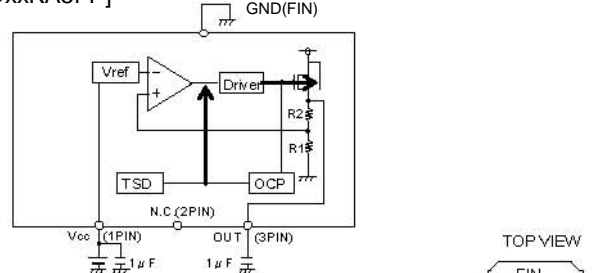 GND(FIN)
Vref
Driver
R2
R1
TSD
OCP
N.C.(2PIN)
Vcc (1PIN)
OUT (3PIN)
1μF
1μF
TOP VIEW
FIN